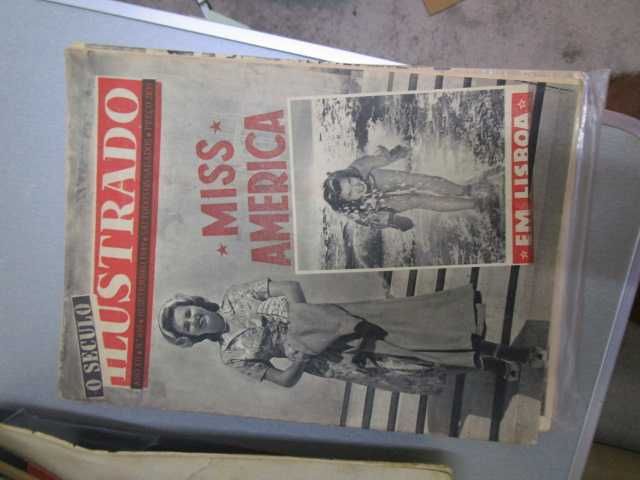 O SECULO
ILUSTRADO
MISS
AMERICA
EM LISBOA